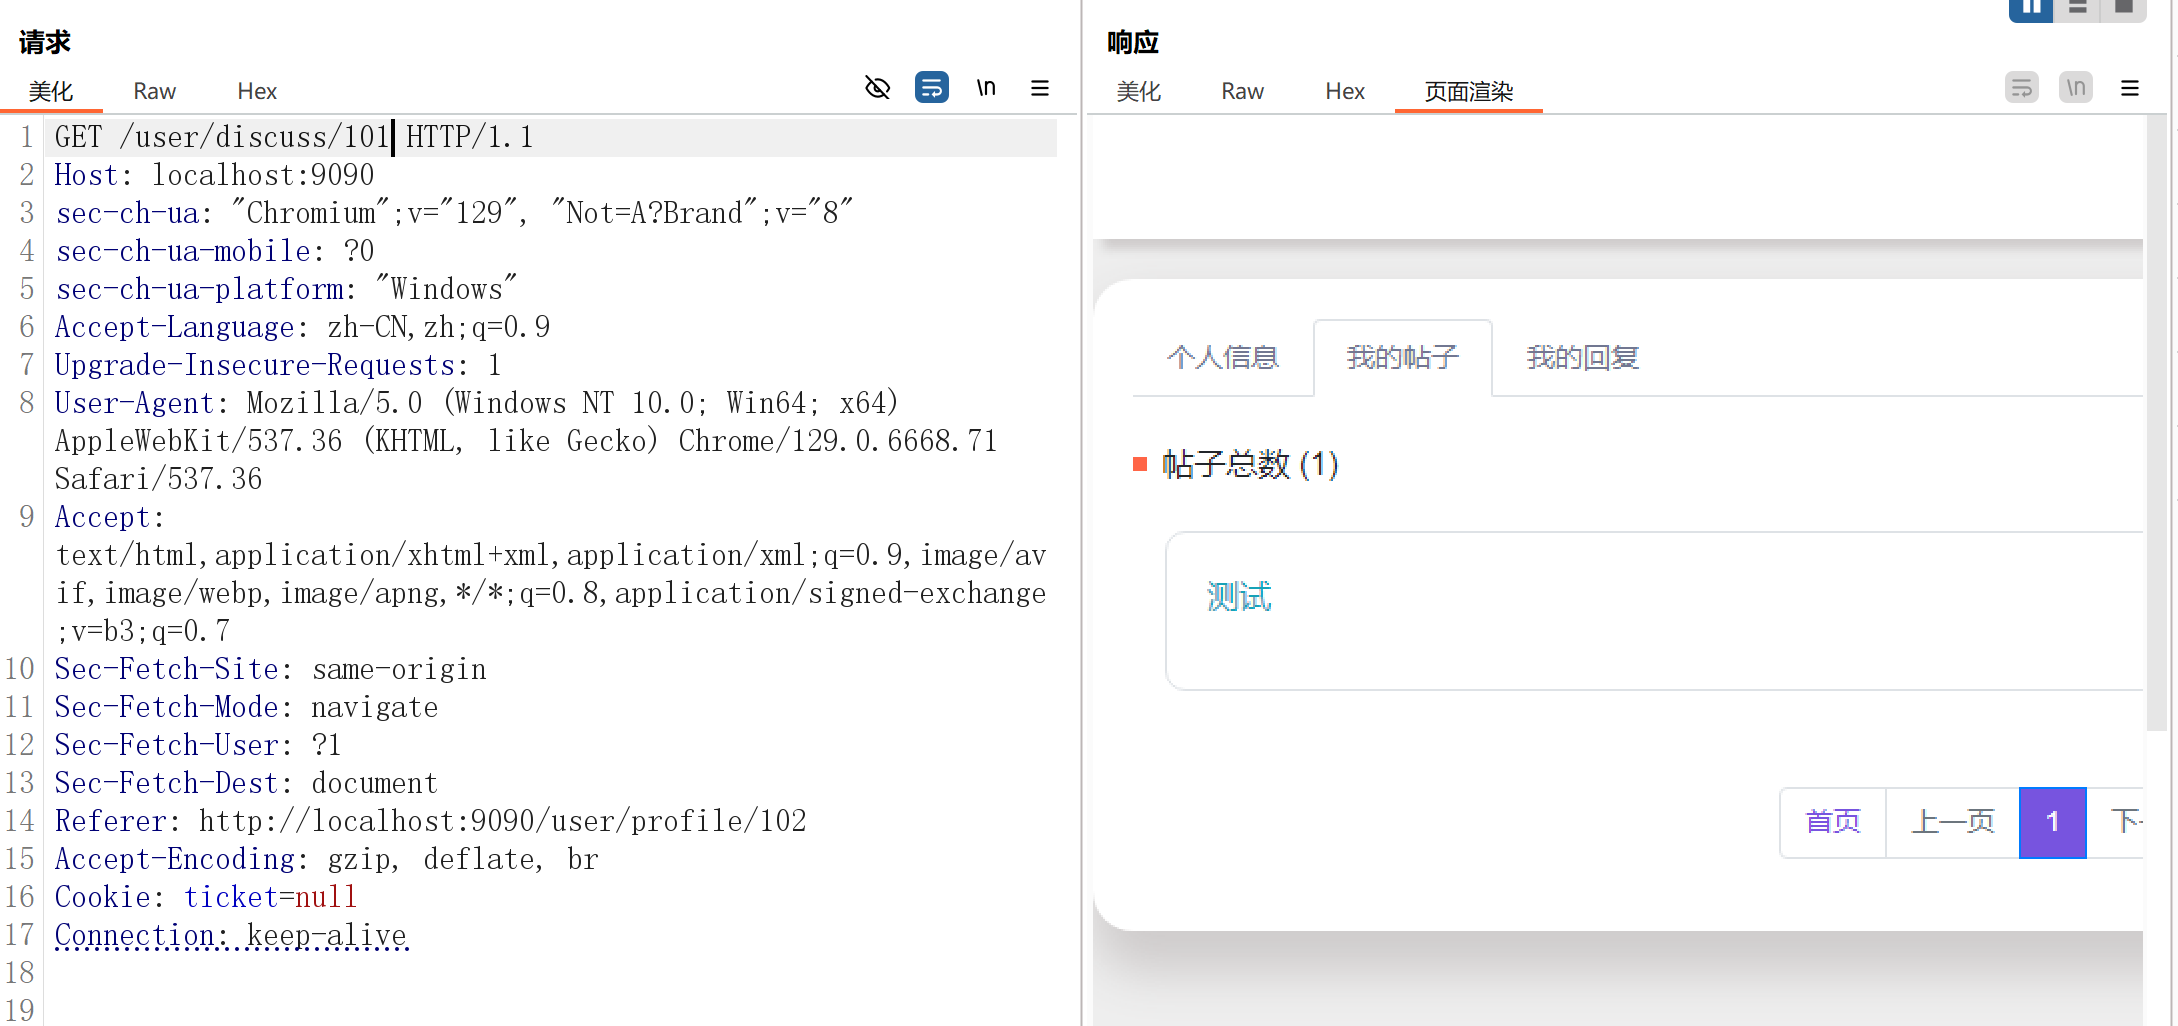 请求
美化 Raw Hex \n
1 GET /user/discuss/101 HTTP/1.1
2 Host: localhost:9090
3 sec-ch-ua: "Chromium";v="129", "Not=A?Brand";v="8"
4 sec-ch-ua-mobile: ?0
5 sec-ch-ua-platform: "Windows"
6 Accept-Language: zh-CN,zh;q=0.9
7 Upgrade-Insecure-Requests: 1
8 User-Agent: Mozilla/5.0 (Windows NT 10.0; Win64; x64)
AppleWebKit/537.36 (KHTML, like Gecko) Chrome/129.0.6668.71
Safari/537.36
9 Accept:
text/html,application/xhtml+xml,application/xml;q=0.9,image/av
if,image/webp,image/apng,*/*;q=0.8,application/signed-exchange
;v=b3;q=0.7
10 Sec-Fetch-Site: same-origin
11 Sec-Fetch-Mode: navigate
12 Sec-Fetch-User: ?1
13 Sec-Fetch-Dest: document
14 Referer: http://localhost:9090/user/profile/102
15 Accept-Encoding: gzip, deflate, br
16 Cookie: ticket=null
17 Connection: keep-alive
18
19
响应
美化 Raw Hex 页面渲染 \n
个人信息 我的帖子 我的回复
帖子总数 (1)
测试
首页 上一页 1 下